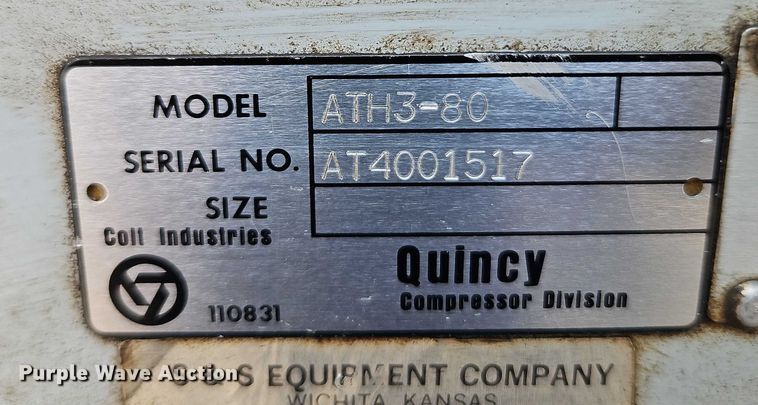 MODEL ATH3-80
SERIAL NO. AT4001517
SIZE
Colt Industries
Quincy
Compressor Division
110831
Purple Wave Auction
S EQUIPMENT COMPANY
WICHITA, KANSAS